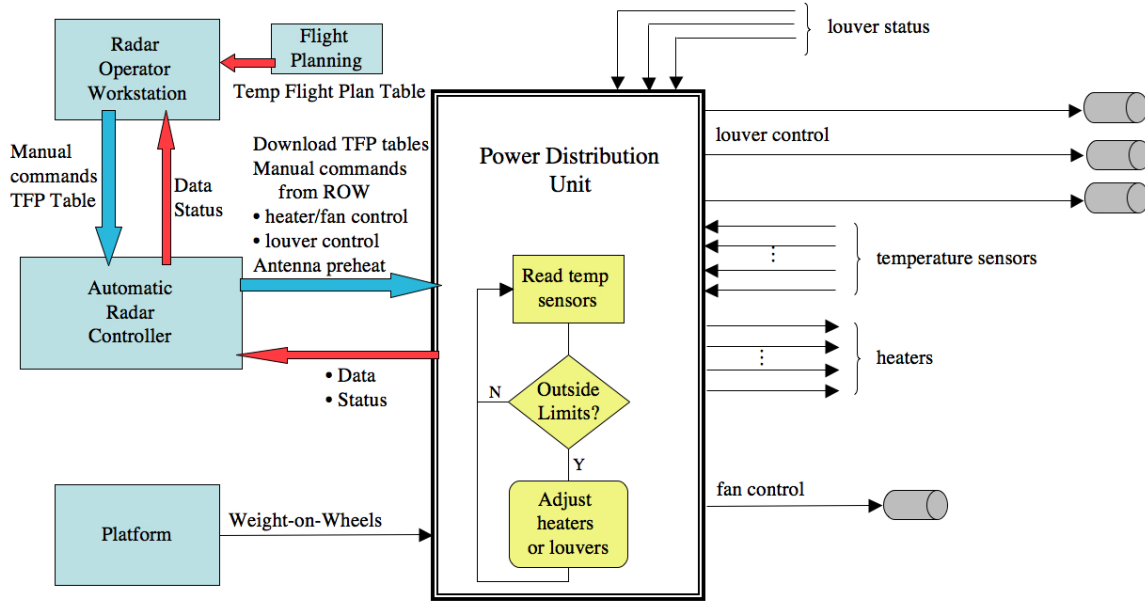 Radar
Operator
Workstation
Flight
Planning
Temp Flight Plan Table
louver status
Manual
commands
TFP Table
Data
Status
Download TFP tables
Manual commands
from ROW
• heater/fan control
• louver control
Antenna preheat
Automatic
Radar
Controller
• Data
• Status
Platform
Weight-on-Wheels
Power Distribution
Unit
Read temp
sensors
Outside
Limits?
N
Y
Adjust
heaters
or louvers
louver control
temperature sensors
heaters
fan control